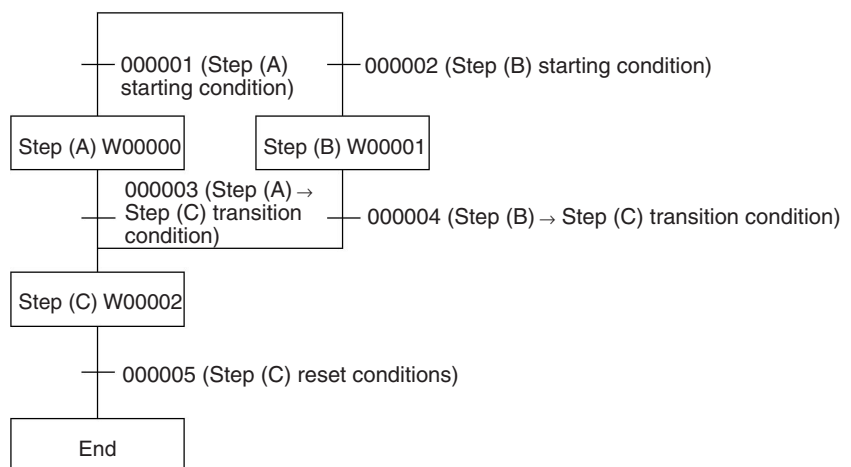 000001 (Step (A)
starting condition)
000002 (Step (B) starting condition)
Step (A) W00000
Step (B) W00001
000003 (Step (A) →
Step (C) transition
condition)
000004 (Step (B) → Step (C) transition condition)
Step (C) W00002
000005 (Step (C) reset conditions)
End